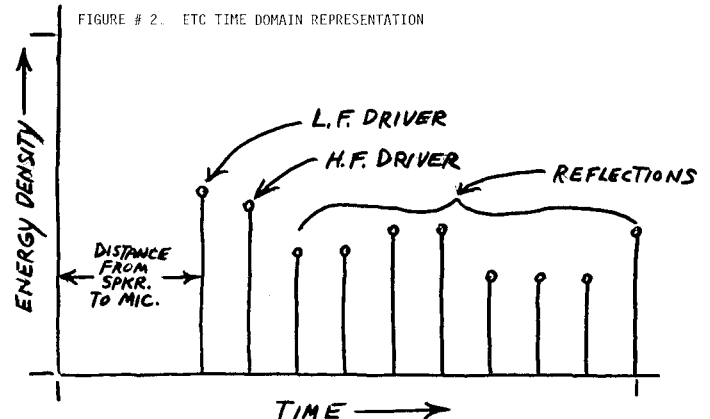 FIGURE # 2. ETC TIME DOMAIN REPRESENTATION
L.F. DRIVER
H.F. DRIVER
REFLECTIONS
ENERGY DENSITY
DISTANCE
FROM
SPKR.
TO MIC.
TIME